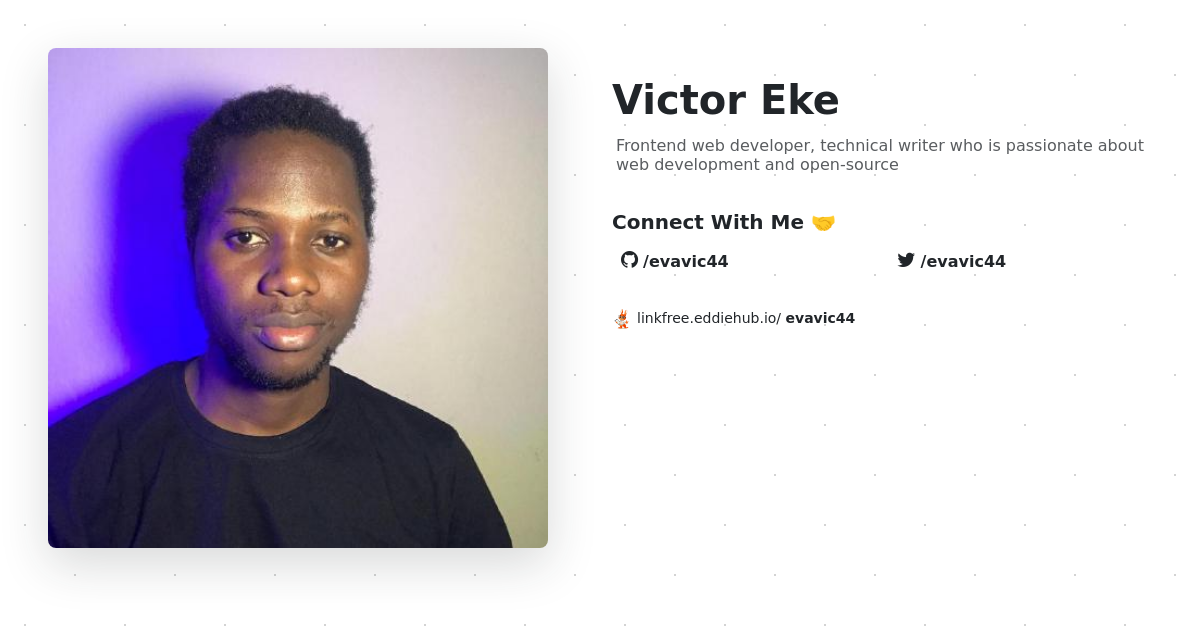 Victor Eke
Frontend web developer, technical writer who is passionate about
web development and open-source
Connect With Me 🤝
/evavic44
/evavic44
linkfree.eddiehub.io/ evavic44